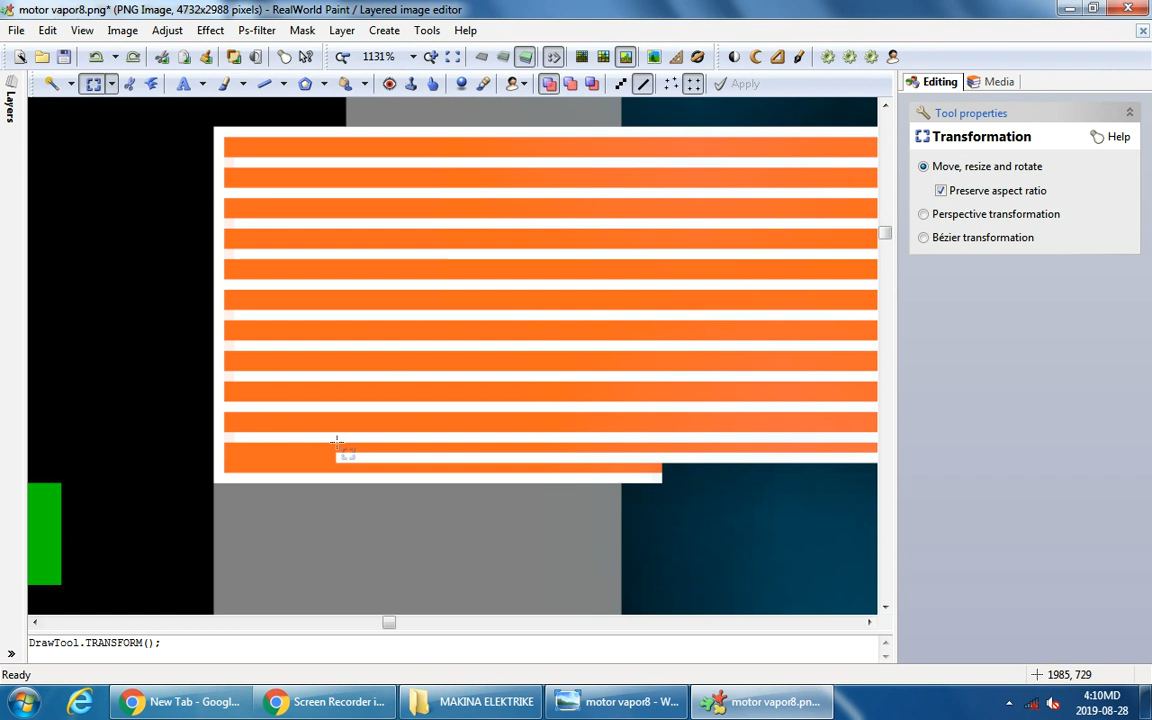 motor vapor8.png* (PNG Image, 4732x2988 pixels) - RealWorld Paint / Layered image editor
File Edit View Image Adjust Effect Ps-filter Mask Layer Create Tools Help
1131%
Apply
Layers
Editing Media
Tool properties
Transformation Help
Move, resize and rotate
Preserve aspect ratio
Perspective transformation
Bézier transformation
DrawTool.TRANSFORM();
Ready
1985, 729
New Tab - Googl...
Screen Recorder i...
MAKINA ELEKTRIKE
motor vapor8 - W...
motor vapor8.pn...
4:10MD
2019-08-28